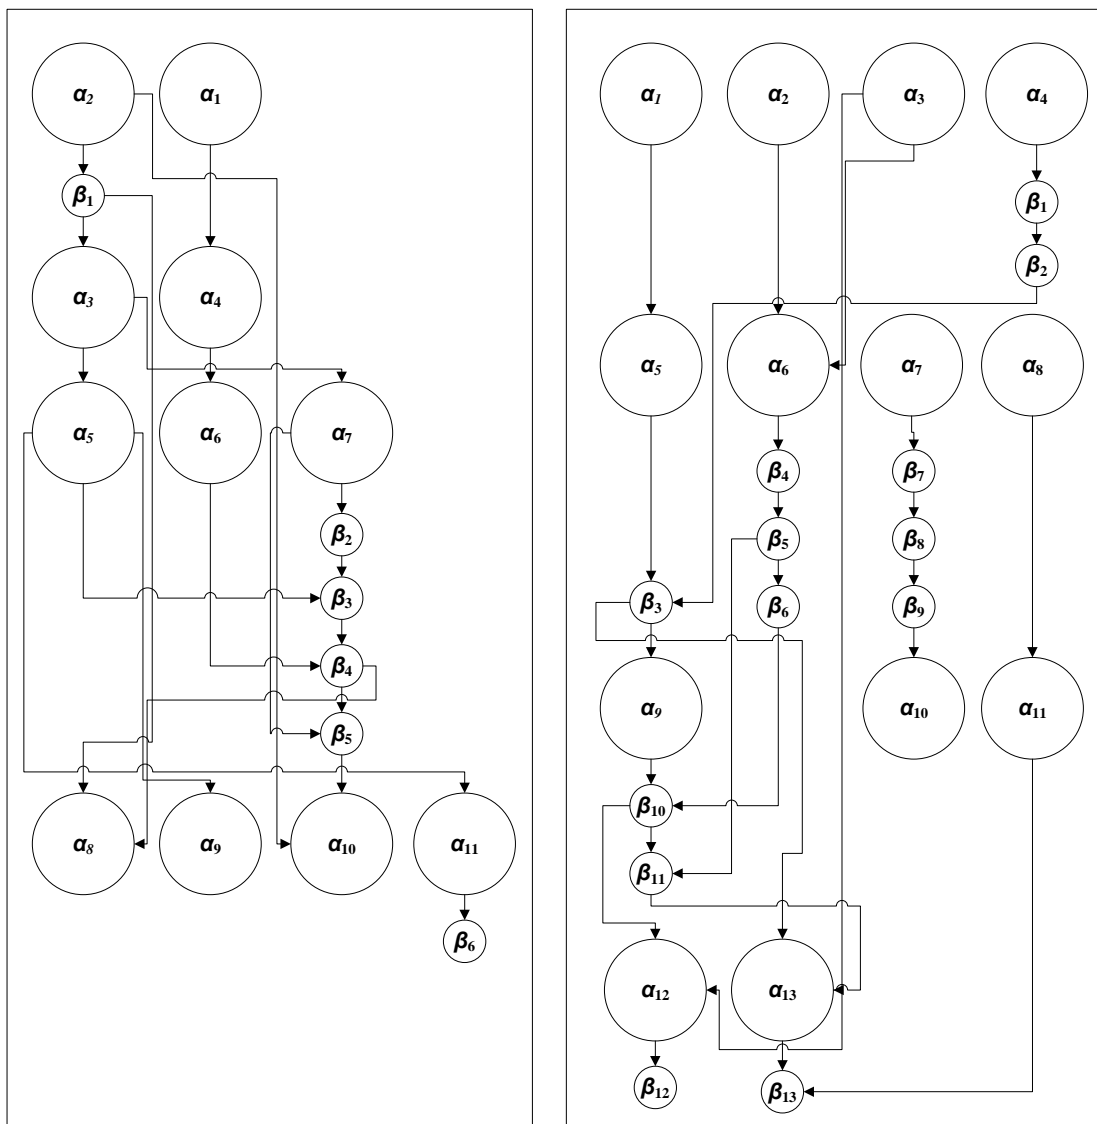 α₂ α₁
β₁
α₃ α₄
α₅ α₆ α₇
β₂
β₃
β₄
β₅
α₈ α₉ α₁₀ α₁₁
β₆
α₁ α₂ α₃ α₄
β₁
β₂
α₅ α₆ α₇ α₈
β₄ β₇
β₅ β₈
β₃ β₆ β₉
α₉ α₁₀ α₁₁
β₁₀
β₁₁
α₁₂ α₁₃
β₁₂ β₁₃